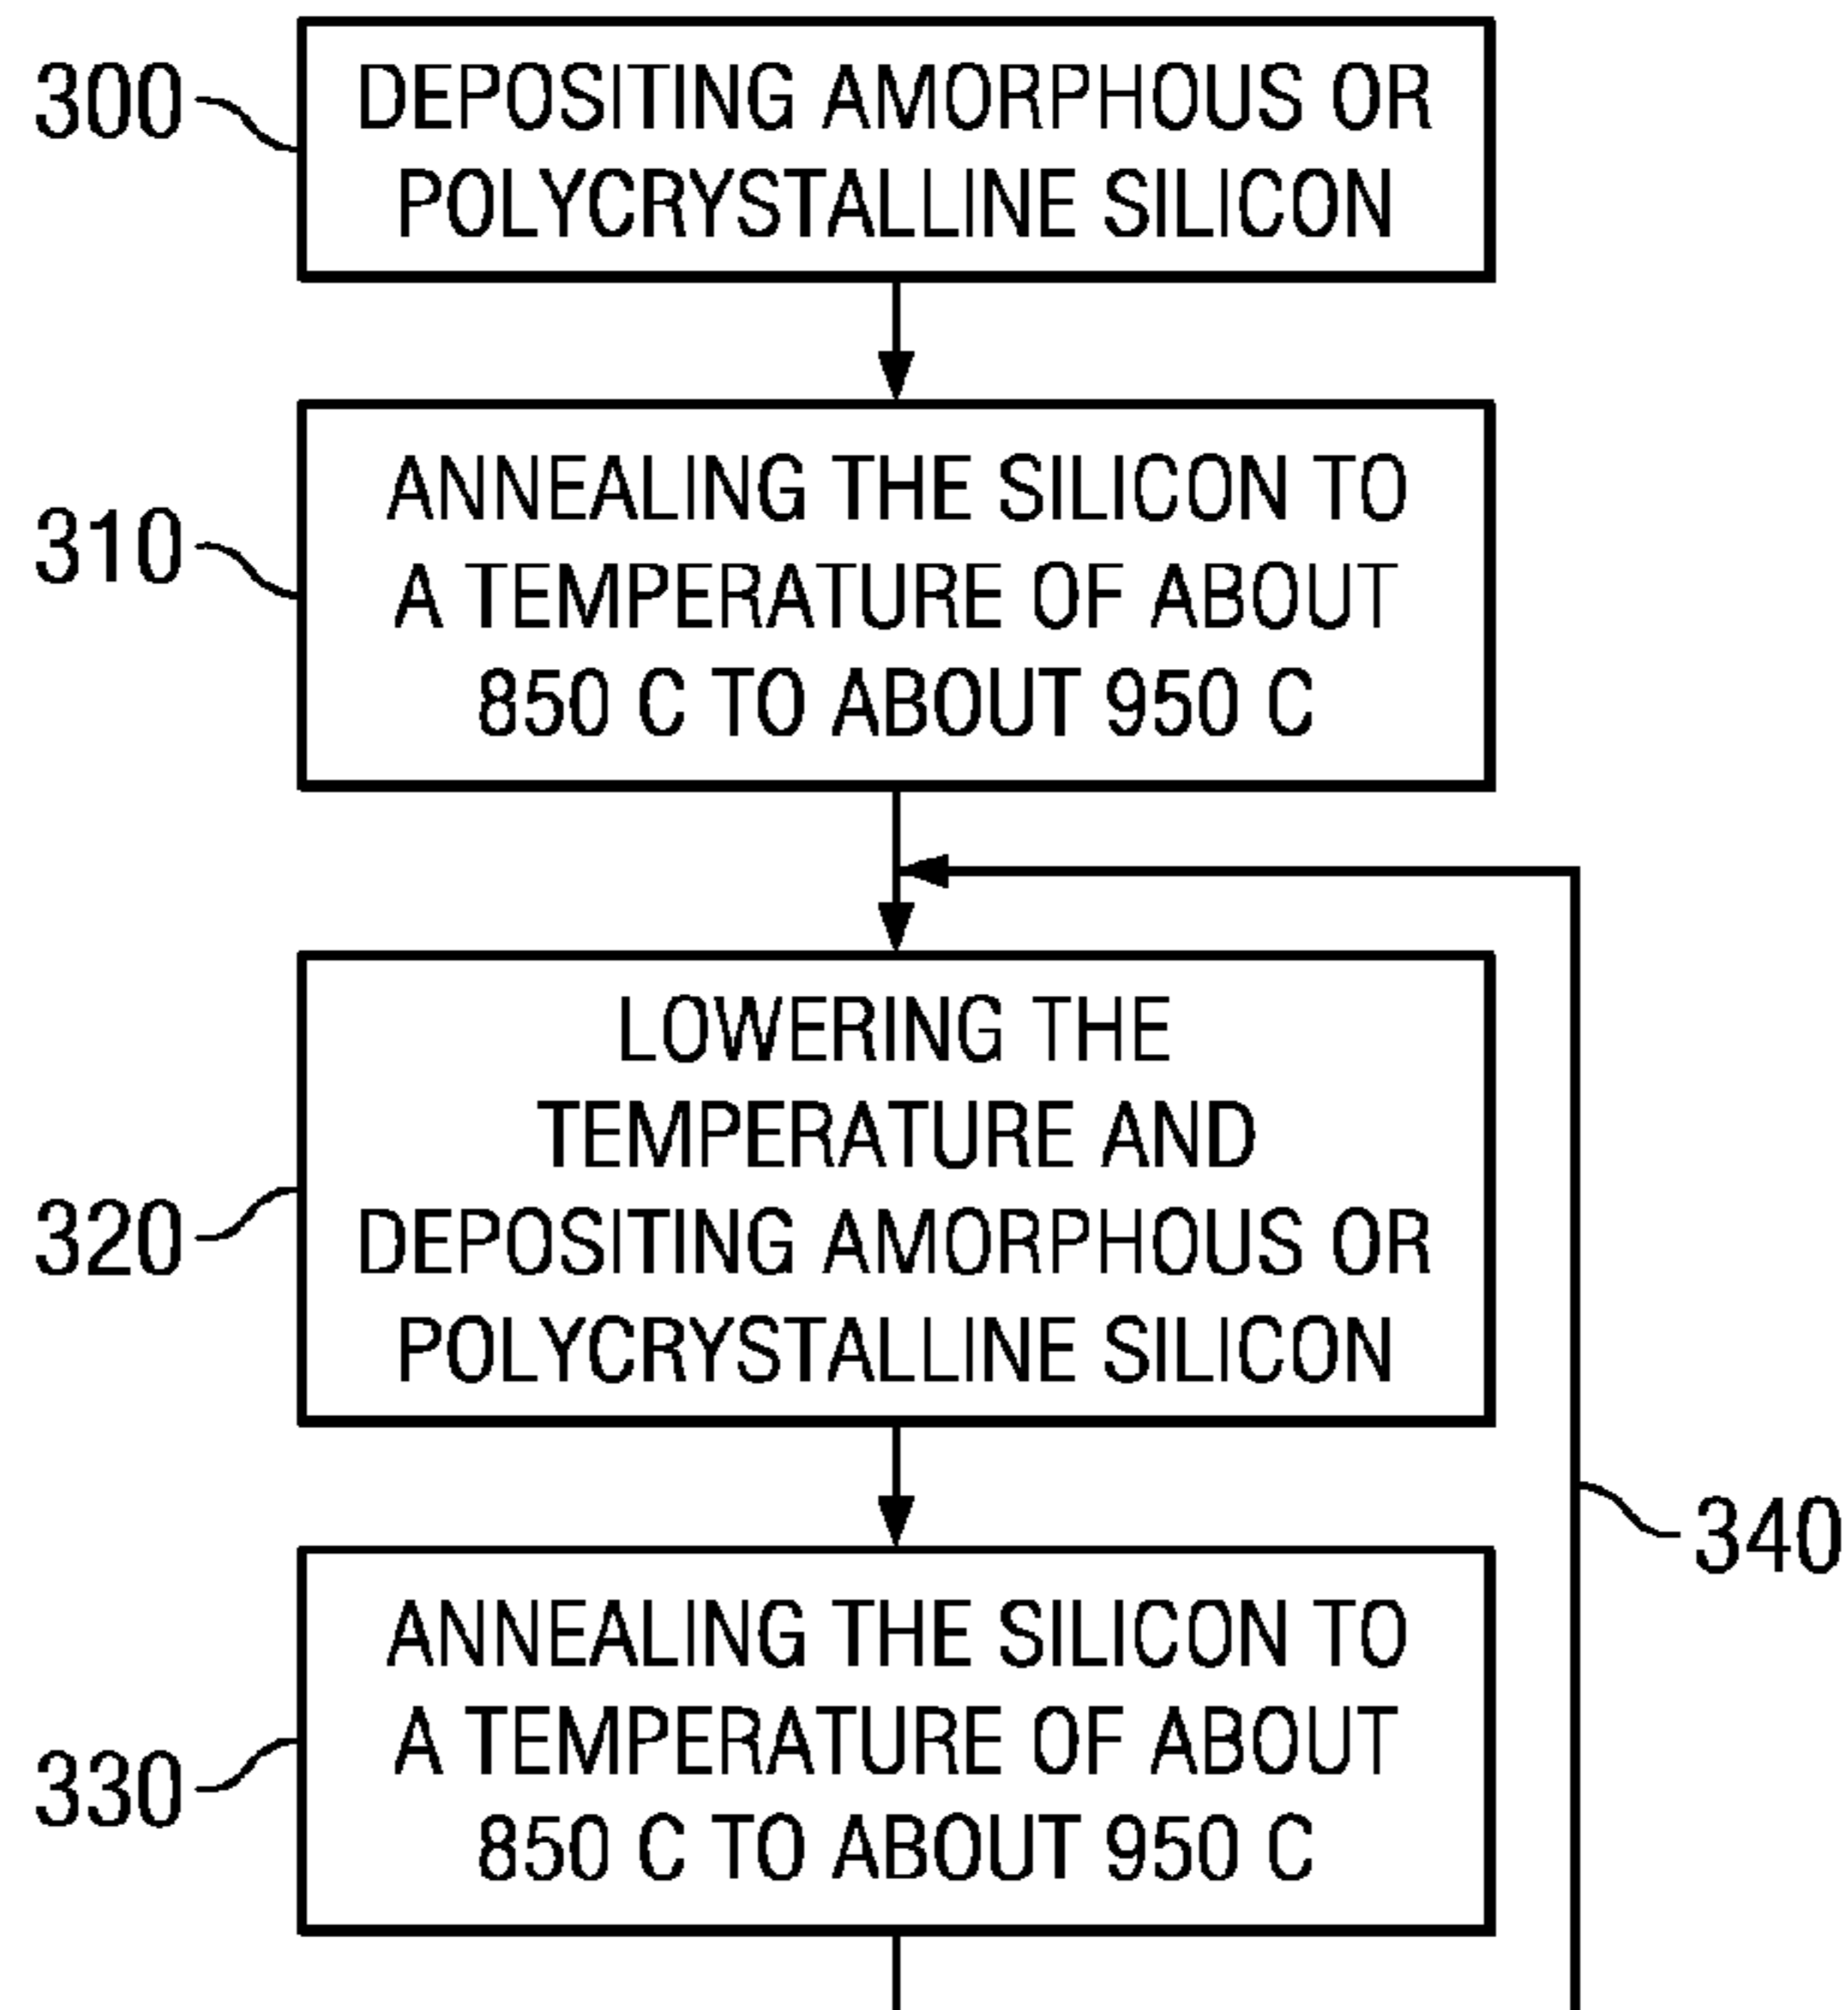 300
DEPOSITING AMORPHOUS OR
POLYCRYSTALLINE SILICON
310
ANNEALING THE SILICON TO
A TEMPERATURE OF ABOUT
850 C TO ABOUT 950 C
320
LOWERING THE
TEMPERATURE AND
DEPOSITING AMORPHOUS OR
POLYCRYSTALLINE SILICON
340
330
ANNEALING THE SILICON TO
A TEMPERATURE OF ABOUT
850 C TO ABOUT 950 C